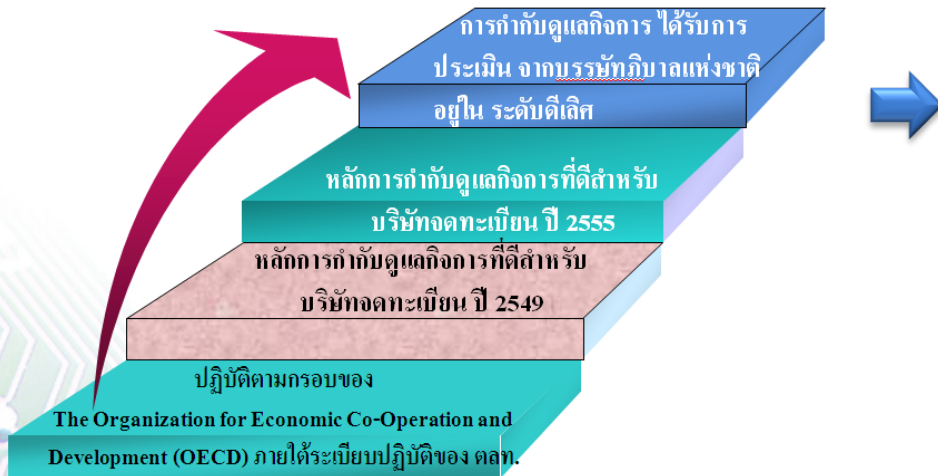 การกำกับดูแลกิจการ ได้รับการ
ประเมิน จากบรรษัทภิบาลแห่งชาติ
อยู่ใน ระดับดีเลิศ
หลักการกำกับดูแลกิจการที่ดีสำหรับ
บริษัทจดทะเบียน ปี 2555
หลักการกำกับดูแลกิจการที่ดีสำหรับ
บริษัทจดทะเบียน ปี 2549
ปฏิบัติตามกรอบของ
The Organization for Economic Co-Operation and
Development (OECD) ภายใต้ระเบียบปฏิบัติของ ตลท.